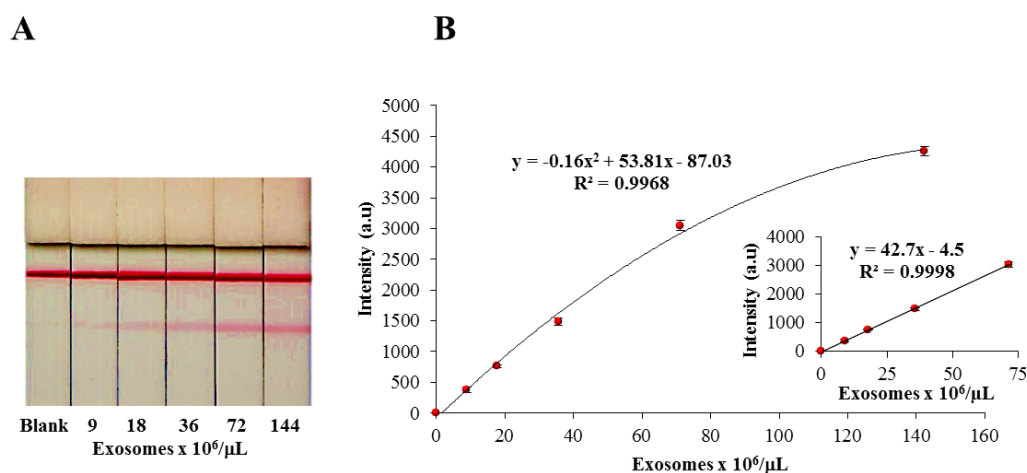 A
B
Blank 9 18 36 72 144
Exosomes x 10⁶/µL
Intensity (a.u)
5000
4500
4000
3500
3000
2500
2000
1500
1000
500
0
y = -0.16x² + 53.81x - 87.03
R² = 0.9968
0 20 40 60 80 100 120 140 160
Exosomes x 10⁶/µL
Intensity (a.u)
4000
3000
2000
1000
0
y = 42.7x - 4.5
R² = 0.9998
0 25 50 75
Exosomes x 10⁶/µL